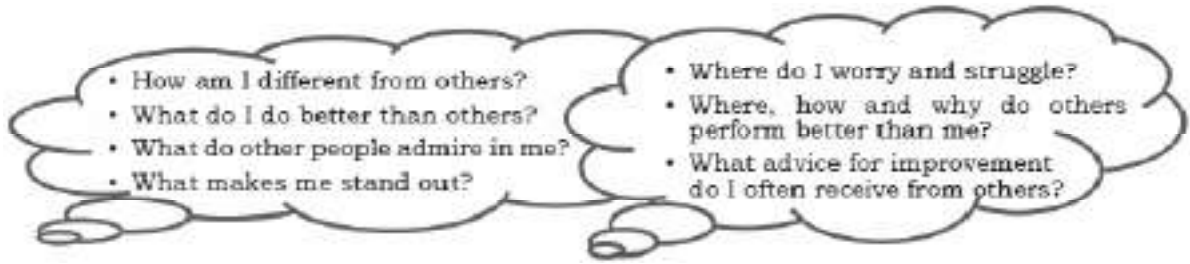 • How am I different from others?
• What do I do better than others?
• What do other people admire in me?
• What makes me stand out?
• Where do I worry and struggle?
• Where, how and why do others
perform better than me?
• What advice for improvement
do I often receive from others?